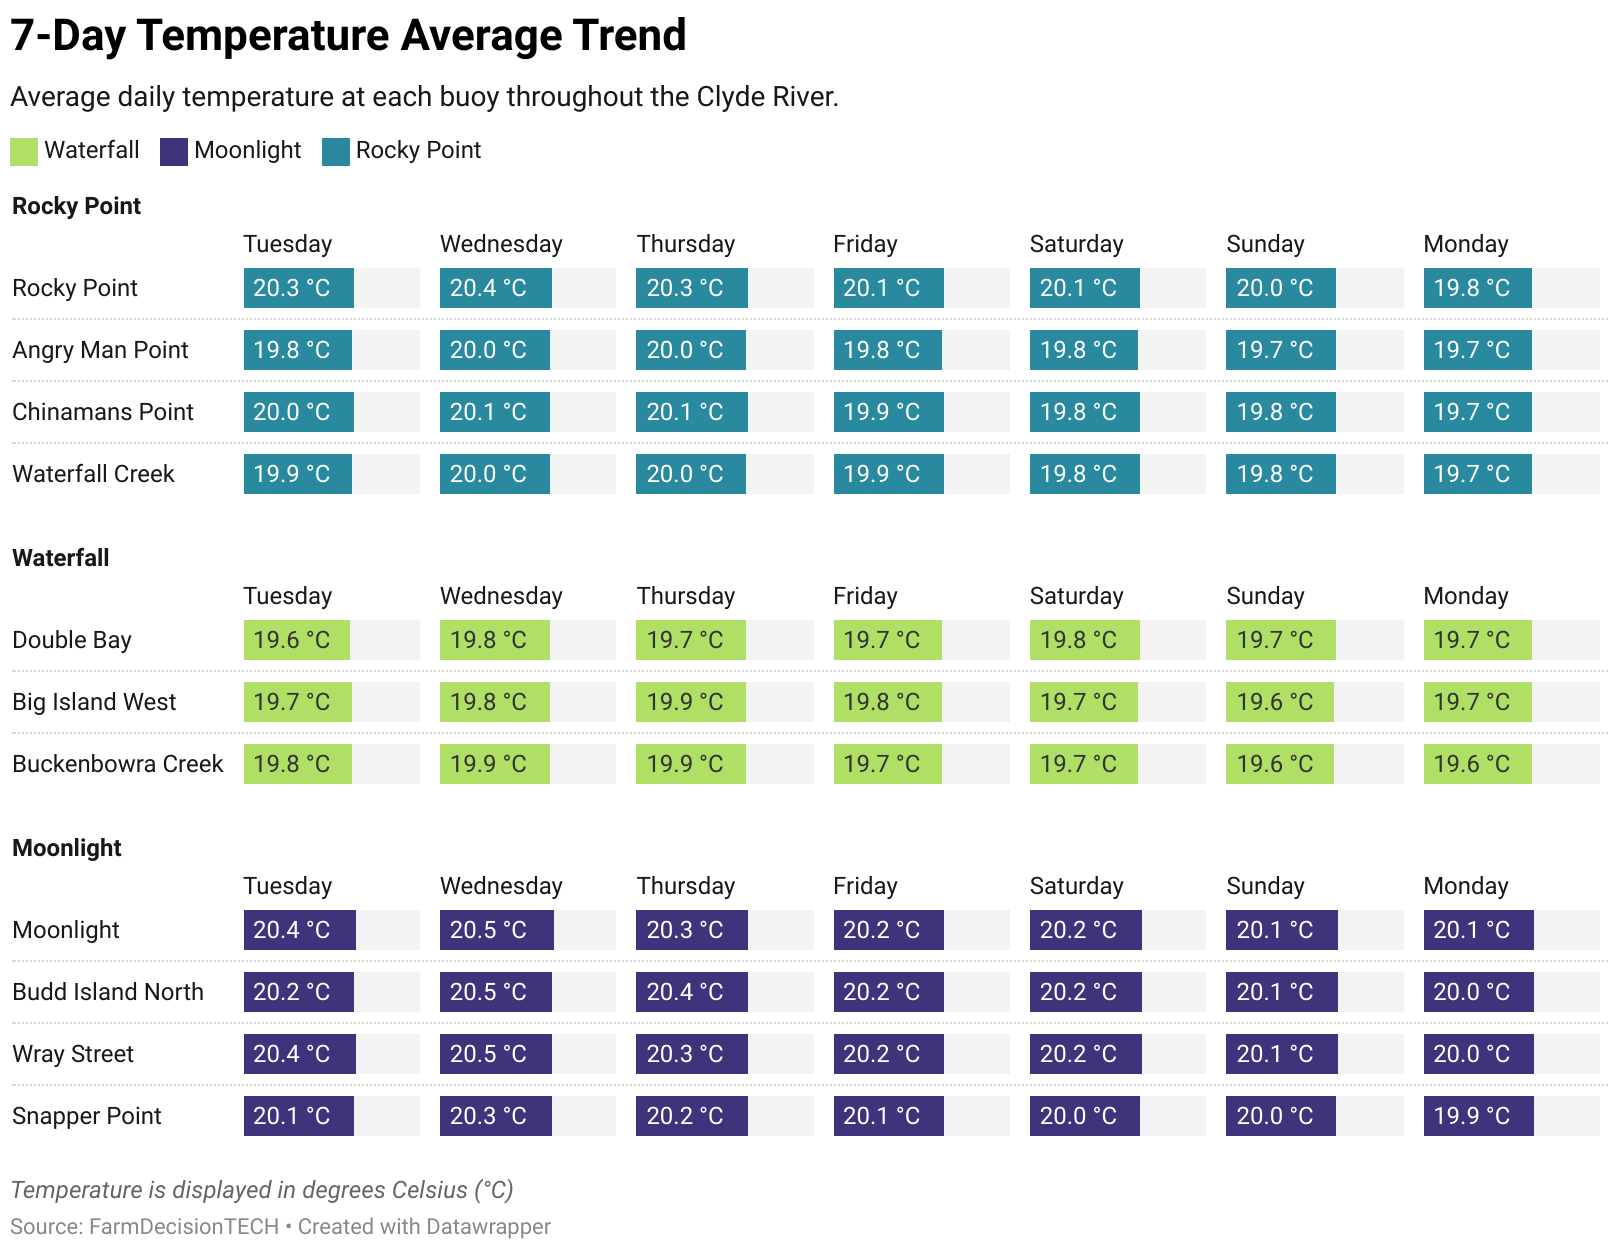 7-Day Temperature Average Trend
Average daily temperature at each buoy throughout the Clyde River.
Waterfall Moonlight Rocky Point
Rocky Point
Tuesday Wednesday Thursday Friday Saturday Sunday Monday
Rocky Point 20.3 °C 20.4 °C 20.3 °C 20.1 °C 20.1 °C 20.0 °C 19.8 °C
Angry Man Point 19.8 °C 20.0 °C 20.0 °C 19.8 °C 19.8 °C 19.7 °C 19.7 °C
Chinamans Point 20.0 °C 20.1 °C 20.1 °C 19.9 °C 19.8 °C 19.8 °C 19.7 °C
Waterfall Creek 19.9 °C 20.0 °C 20.0 °C 19.9 °C 19.8 °C 19.8 °C 19.7 °C
Waterfall
Tuesday Wednesday Thursday Friday Saturday Sunday Monday
Double Bay 19.6 °C 19.8 °C 19.7 °C 19.7 °C 19.8 °C 19.7 °C 19.7 °C
Big Island West 19.7 °C 19.8 °C 19.9 °C 19.8 °C 19.7 °C 19.6 °C 19.7 °C
Buckenbowra Creek 19.8 °C 19.9 °C 19.9 °C 19.7 °C 19.7 °C 19.6 °C 19.6 °C
Moonlight
Tuesday Wednesday Thursday Friday Saturday Sunday Monday
Moonlight 20.4 °C 20.5 °C 20.3 °C 20.2 °C 20.2 °C 20.1 °C 20.1 °C
Budd Island North 20.2 °C 20.5 °C 20.4 °C 20.2 °C 20.2 °C 20.1 °C 20.0 °C
Wray Street 20.4 °C 20.5 °C 20.3 °C 20.2 °C 20.2 °C 20.1 °C 20.0 °C
Snapper Point 20.1 °C 20.3 °C 20.2 °C 20.1 °C 20.0 °C 20.0 °C 19.9 °C
Temperature is displayed in degrees Celsius (°C)
Source: FarmDecisionTECH • Created with Datawrapper